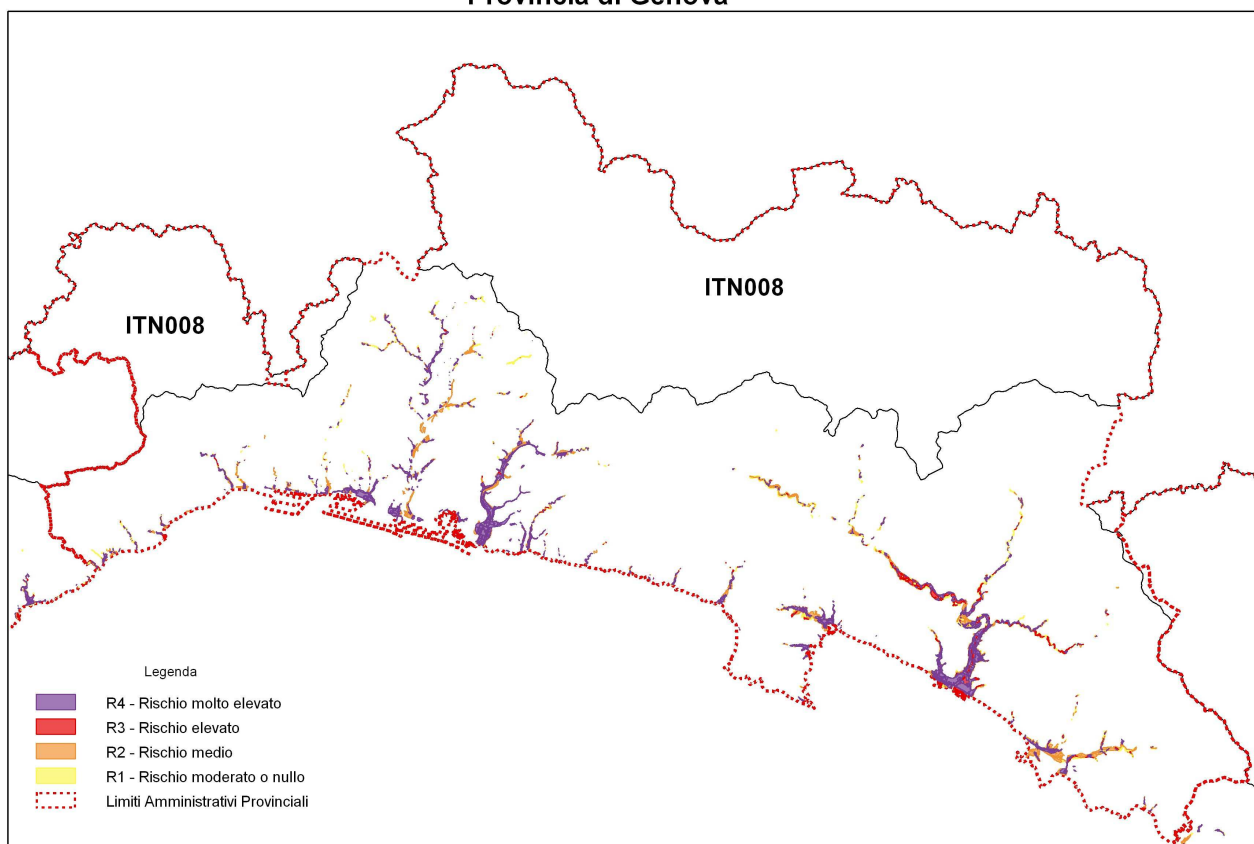 Provincia di Genova
ITN008
ITN008
Legenda
R4 - Rischio molto elevato
R3 - Rischio elevato
R2 - Rischio medio
R1 - Rischio moderato o nullo
Limiti Amministrativi Provinciali